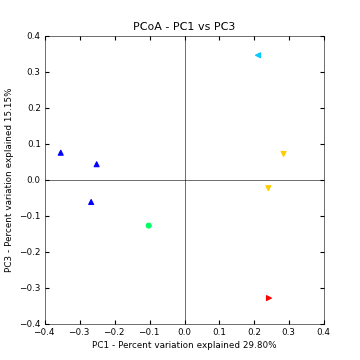 PCoA - PC1 vs PC3
0.4
0.3
0.2
0.1
0.0
−0.1
−0.2
−0.3
−0.4
PC3 - Percent variation explained 15.15%
−0.4 −0.3 −0.2 −0.1 0.0 0.1 0.2 0.3 0.4
PC1 - Percent variation explained 29.80%